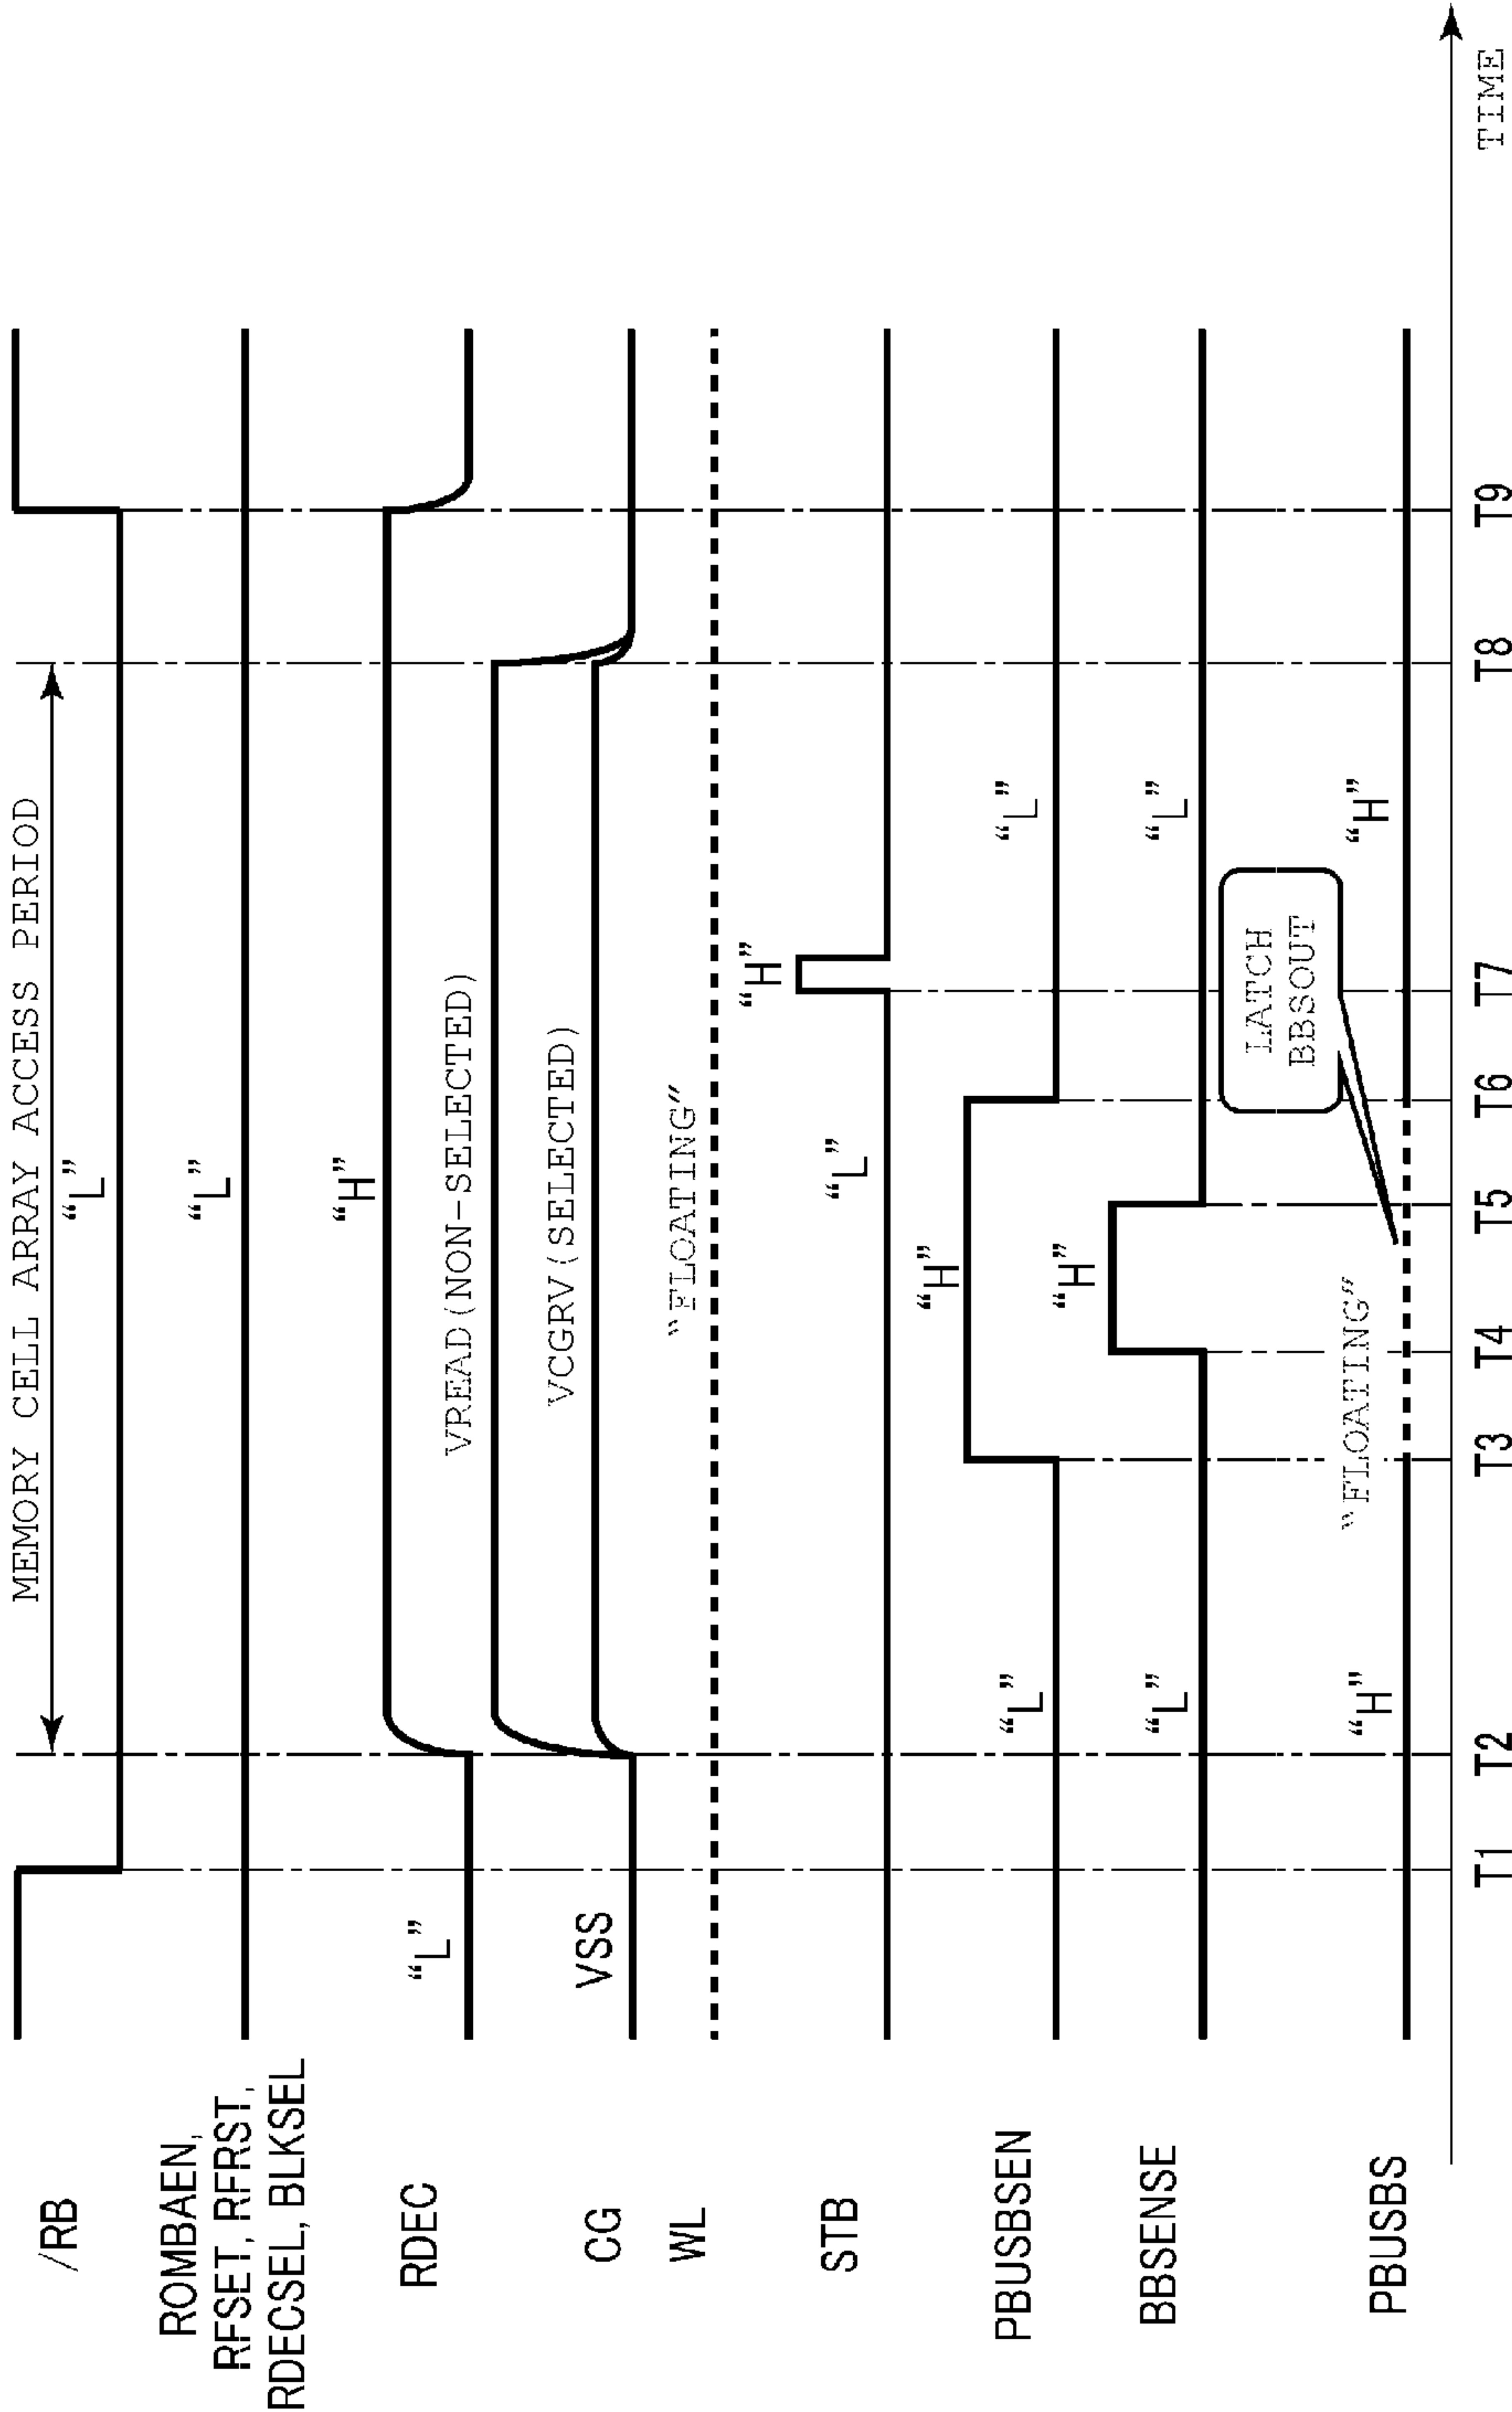 MEMORY CELL ARRAY ACCESS PERIOD
/RB
“L”
ROMBAEN,
RFSET, RFRST,
RDECSEL, BLKSEL
“L”
RDEC
“L”
“H”
VREAD (NON-SELECTED)
CG
VSS
VCGRV (SELECTED)
WL
"FLOATING"
STB
“L”
“H”
PBUSBSEN
“L”
“H”
“L”
BBSENSE
“L”
“H”
“L”
LATCH
BBSOUT
PBUSBS
“H”
"FLOATING"
“H”
T1 T2 T3 T4 T5 T6 T7 T8 T9
TIME